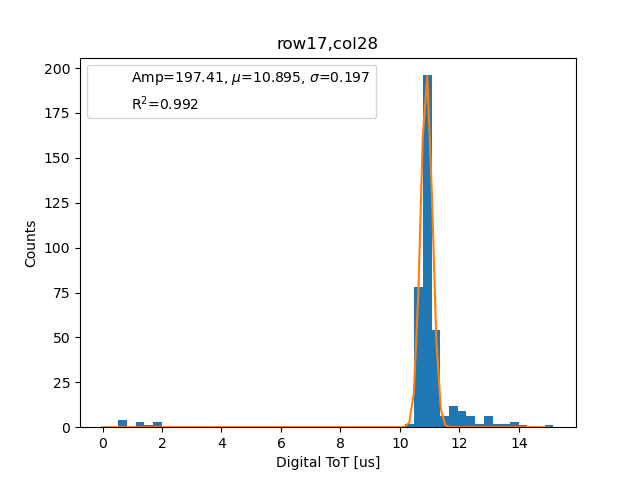 row17,col28
Amp=197.41, μ=10.895, σ=0.197
R²=0.992
200
175
150
125
100
75
50
25
0
Counts
0 2 4 6 8 10 12 14
Digital ToT [us]